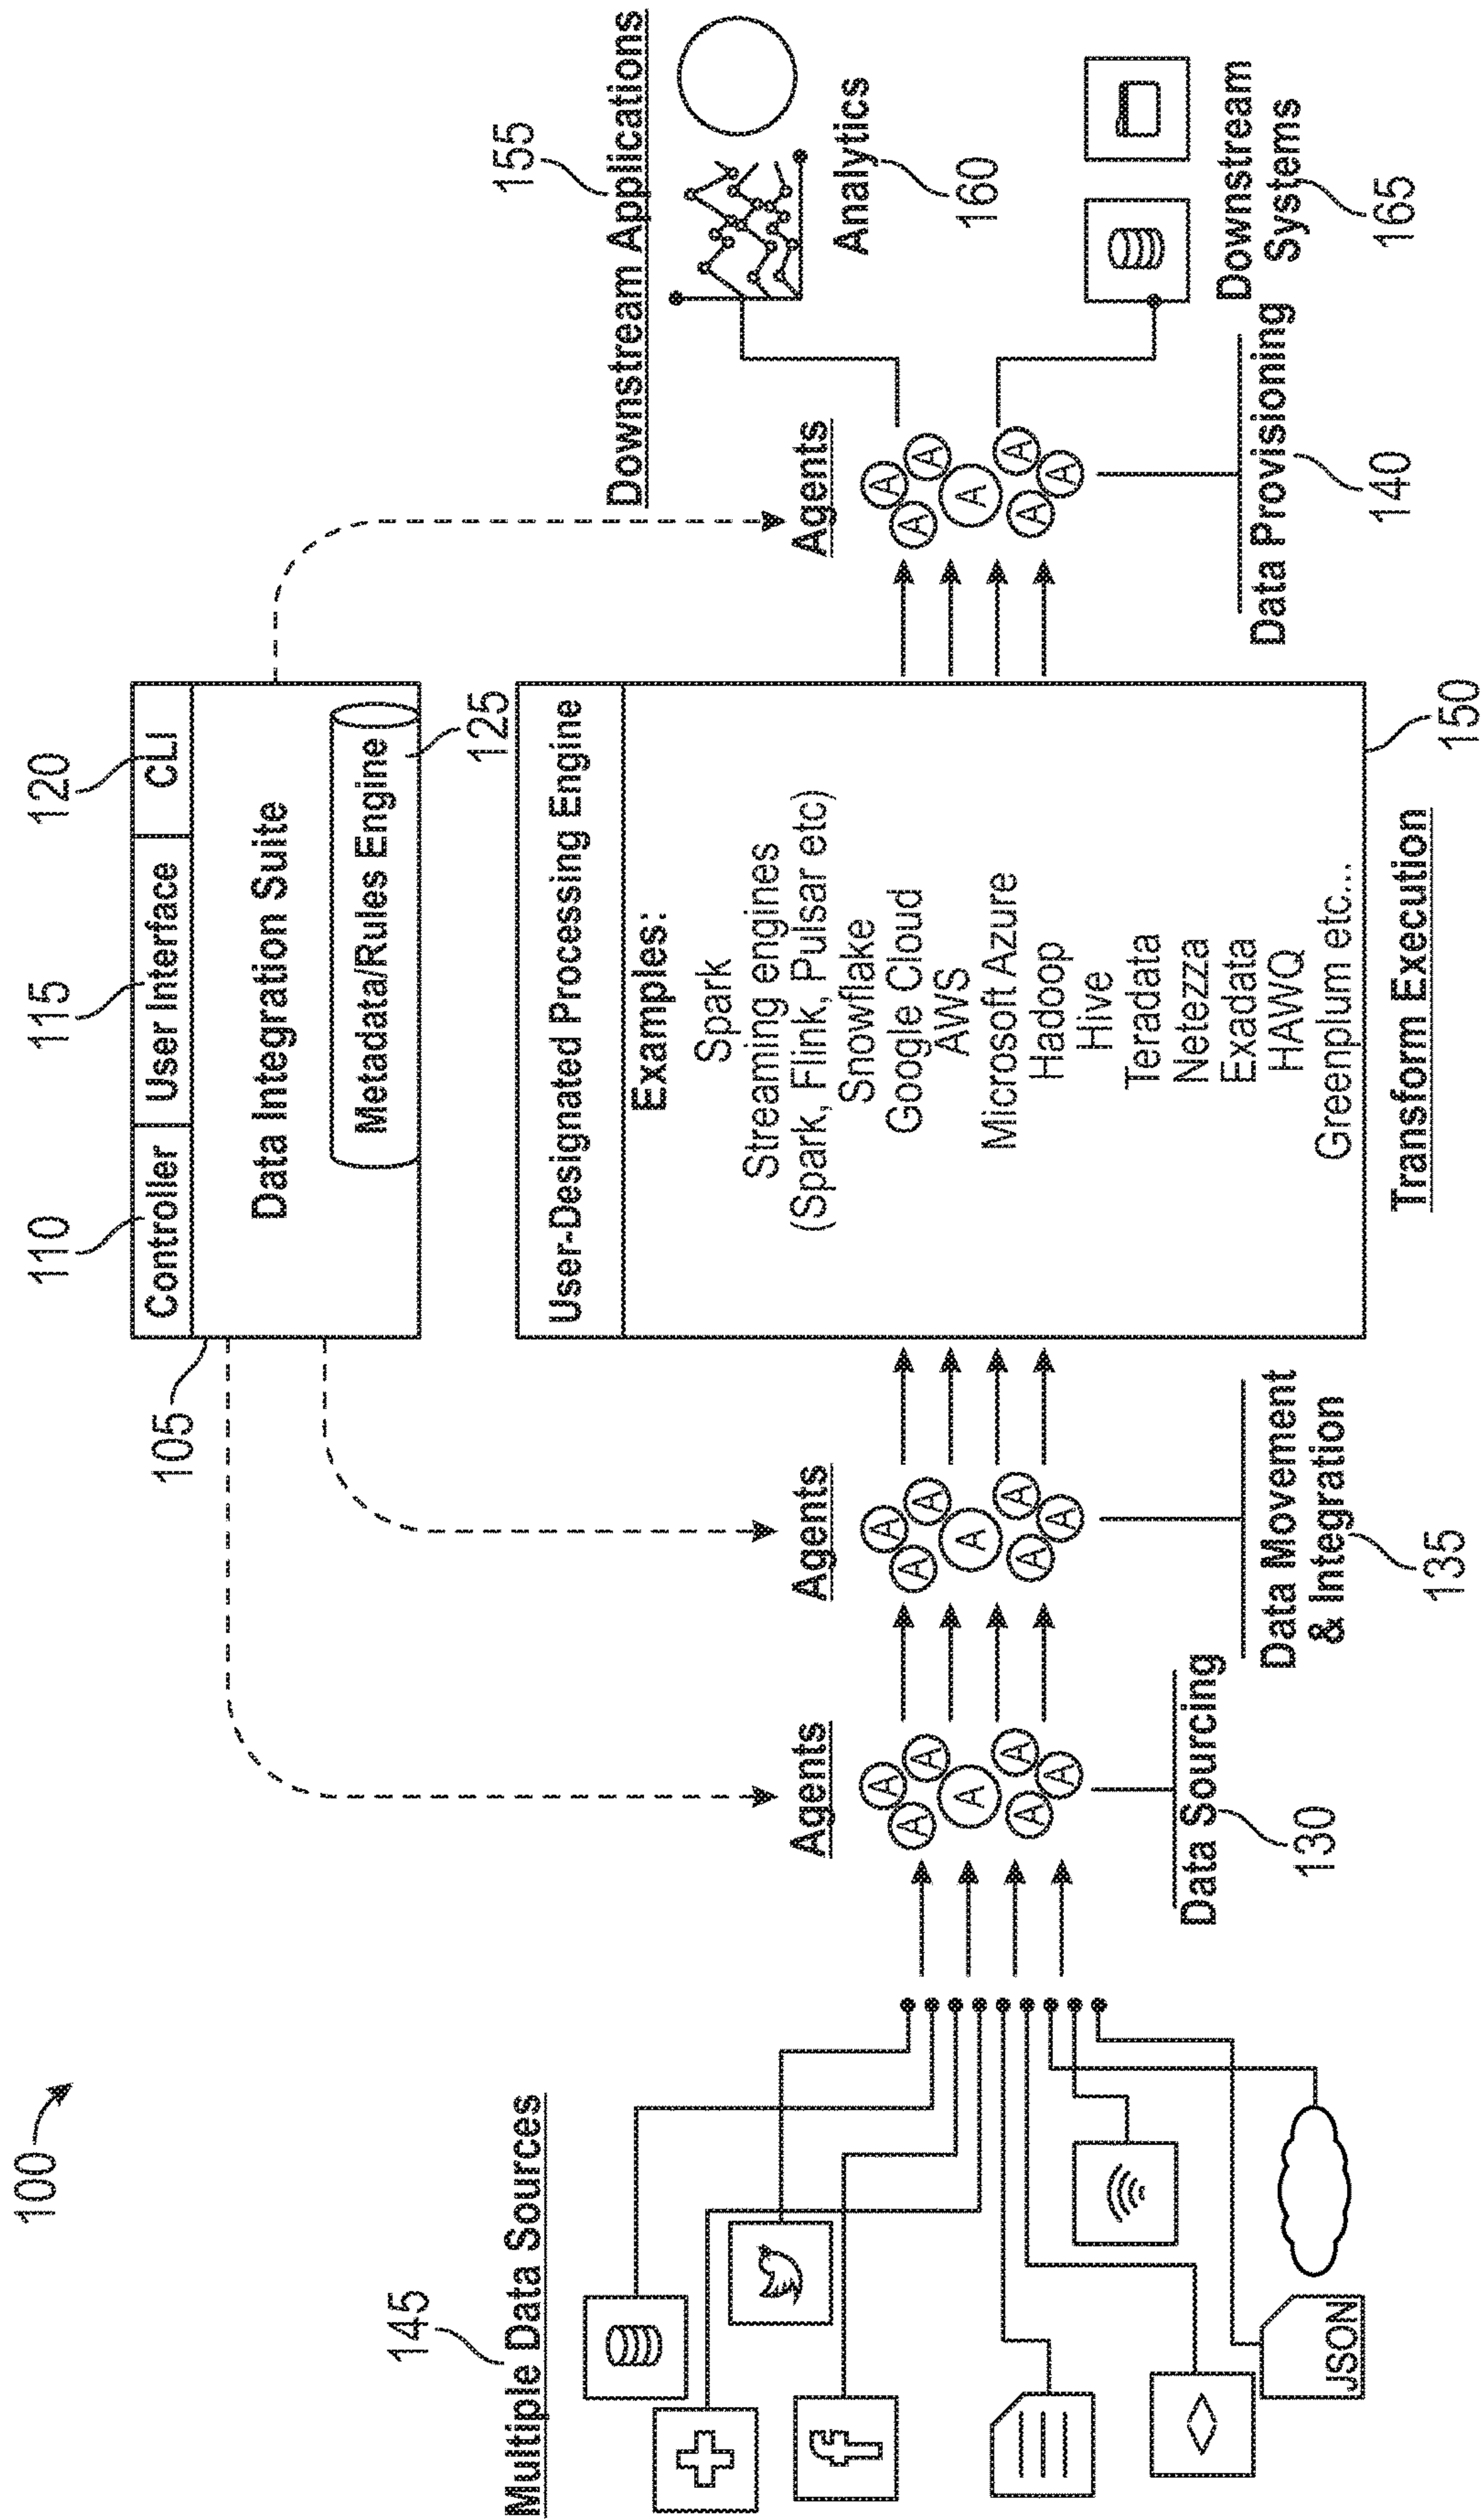 100
Multiple Data Sources
145
JSON
110
115
120
Controller
User Interface
CLI
105
Data Integration Suite
Metadata/Rules Engine
125
Agents
A
A
A
A
A
A
A
Data Sourcing
130
Agents
A
A
A
A
A
A
A
Data Movement
& Integration
135
User-Designated Processing Engine
Examples:
Spark
Streaming engines
(Spark, Flink, Pulsar etc)
Snowflake
Google Cloud
AWS
Microsoft Azure
Hadoop
Hive
Teradata
Netezza
Exadata
HAWQ
Greenplum etc...
150
Transform Execution
Agents
A
A
A
A
A
A
A
Data Provisioning
140
155
Downstream Applications
Analytics
160
Downstream
Systems
165